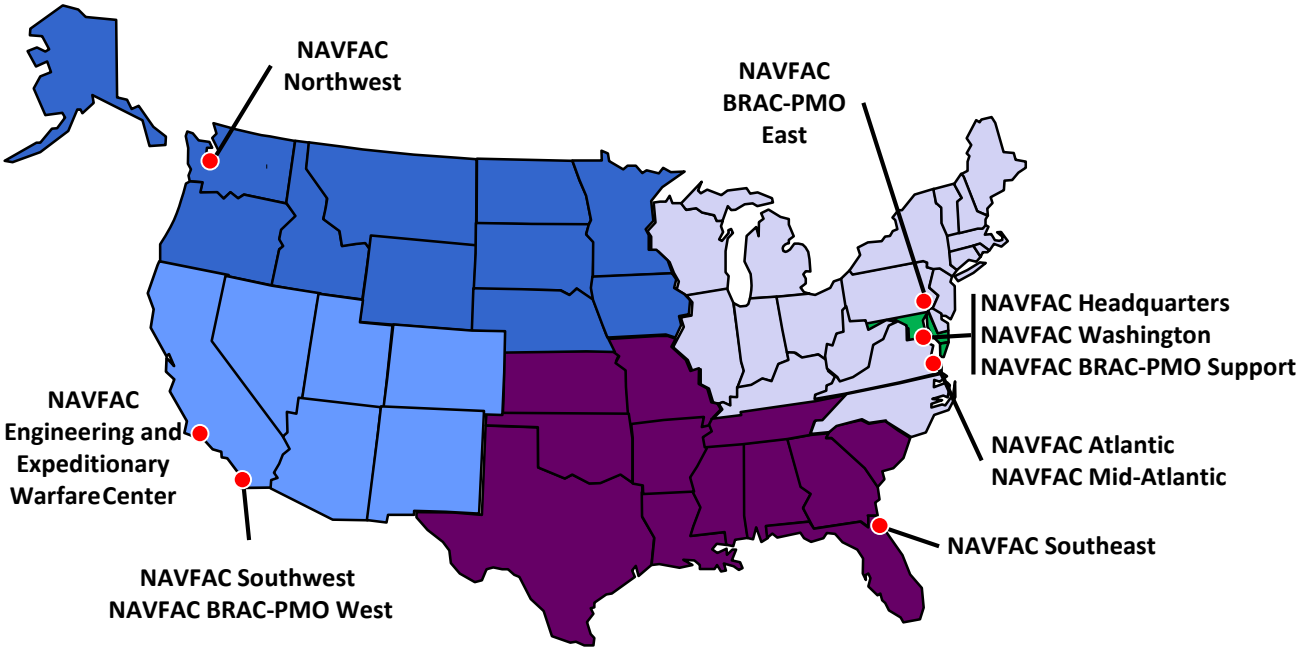 NAVFAC
Northwest
NAVFAC
BRAC-PMO
East
NAVFAC Headquarters
NAVFAC Washington
NAVFAC BRAC-PMO Support
NAVFAC
Engineering and
Expeditionary
WarfareCenter
NAVFAC Atlantic
NAVFAC Mid-Atlantic
NAVFAC Southeast
NAVFAC Southwest
NAVFAC BRAC-PMO West